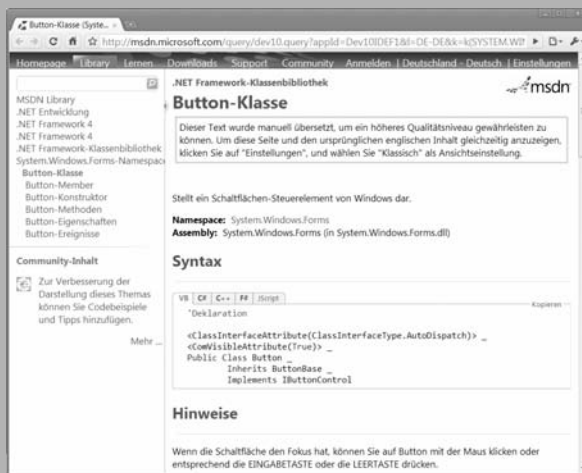 Button-Klasse (Syste...
http://msdn.microsoft.com/query/dev10.query?appId=Dev10IDEF1&l=DE-DE&k=k(SYSTEM.WI
Homepage Library Lernen Downloads Support Community Anmelden | Deutschland - Deutsch | Einstellungen
MSDN Library
.NET Entwicklung
.NET Framework 4
.NET Framework 4
.NET Framework-Klassenbibliothek
System.Windows.Forms-Namespac
Button-Klasse
Button-Member
Button-Konstruktor
Button-Methoden
Button-Eigenschaften
Button-Ereignisse
Community-Inhalt
Zur Verbesserung der
Darstellung dieses Themas
können Sie Codebeispiele
und Tipps hinzufügen.
Mehr ...
.NET Framework-Klassenbibliothek
msdn
Button-Klasse
Dieser Text wurde manuell übersetzt, um ein höheres Qualitätsniveau gewährleisten zu
können. Um diese Seite und den ursprünglichen englischen Inhalt gleichzeitig anzuzeigen,
klicken Sie auf "Einstellungen", und wählen Sie "Klassisch" als Ansichtseinstellung.
Stellt ein Schaltflächen-Steuerelement von Windows dar.
Namespace: System.Windows.Forms
Assembly: System.Windows.Forms (in System.Windows.Forms.dll)
Syntax
VB C# C++ F# JScript
Kopieren
'Deklaration
<ClassInterfaceAttribute(ClassInterfaceType.AutoDispatch)> _
<ComVisibleAttribute(True)> _
Public Class Button _
Inherits ButtonBase _
Implements IButtonControl
Hinweise
Wenn die Schaltfläche den Fokus hat, können Sie auf Button mit der Maus klicken oder
entsprechend die EINGABETASTE oder die LEERTASTE drücken.